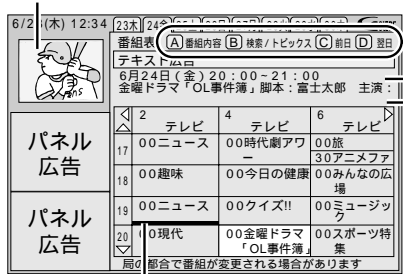 6/23(木) 12:34
23木 24金
番組表
A 番組内容 B 検索/トピックス C 前日 D 翌日
テキスト広告
6月24日(金)20:00~21:00
金曜ドラマ「OL事件簿」脚本:富士太郎 主演:
パネル
広告
パネル
広告
2 テレビ 4 テレビ 6 テレビ
17 00ニュース 00時代劇アワー 00旅
30アニメファ
18 00趣味 00今日の健康 00みんなの広場
19 00ニュース 00クイズ!! 00ミュージック
20 00現代 00金曜ドラマ「OL事件簿」 00スポーツ特集
局の都合で番組が変更される場合があります